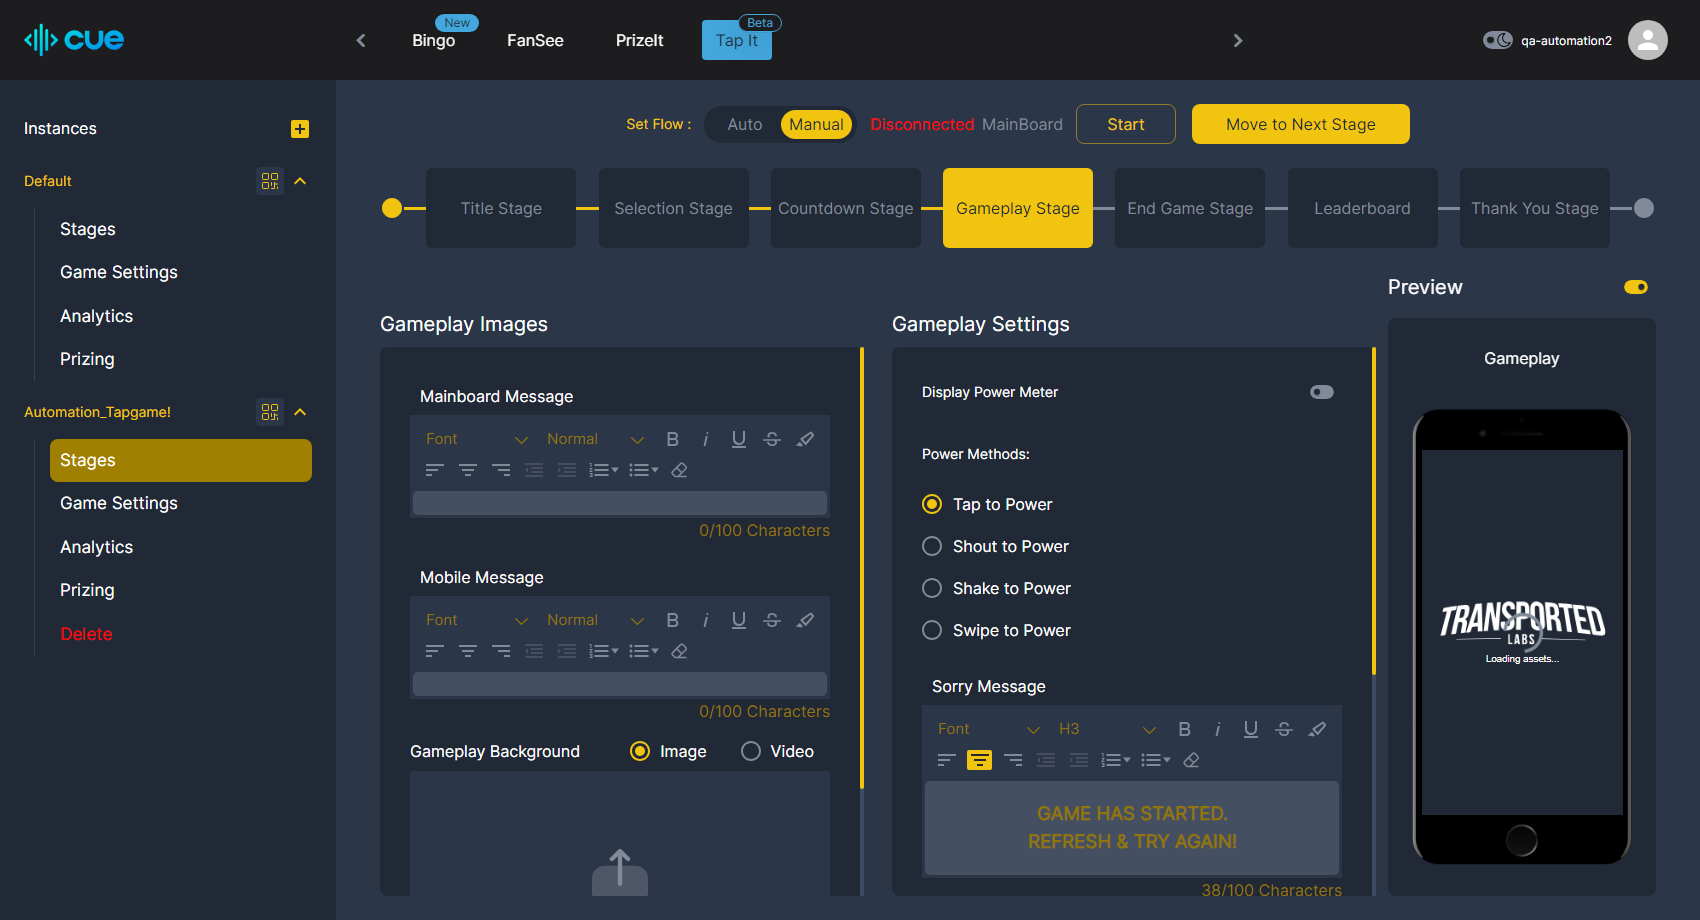 cue
Bingo
New
FanSee
PrizeIt
Tap It
Beta
qa-automation2
Instances
Default
Stages
Game Settings
Analytics
Prizing
Automation_Tapgame!
Stages
Game Settings
Analytics
Prizing
Delete
Set Flow :
Auto
Manual
Disconnected MainBoard
Start
Move to Next Stage
Title Stage
Selection Stage
Countdown Stage
Gameplay Stage
End Game Stage
Leaderboard
Thank You Stage
Gameplay Images
Mainboard Message
Font
Normal
B
i
U
S
0/100 Characters
Mobile Message
Font
Normal
B
i
U
S
0/100 Characters
Gameplay Background
Image
Video
Gameplay Settings
Display Power Meter
Power Methods:
Tap to Power
Shout to Power
Shake to Power
Swipe to Power
Sorry Message
Font
H3
B
i
U
S
GAME HAS STARTED.
REFRESH & TRY AGAIN!
38/100 Characters
Preview
Gameplay
TRANSPORTED
LABS
Loading assets...